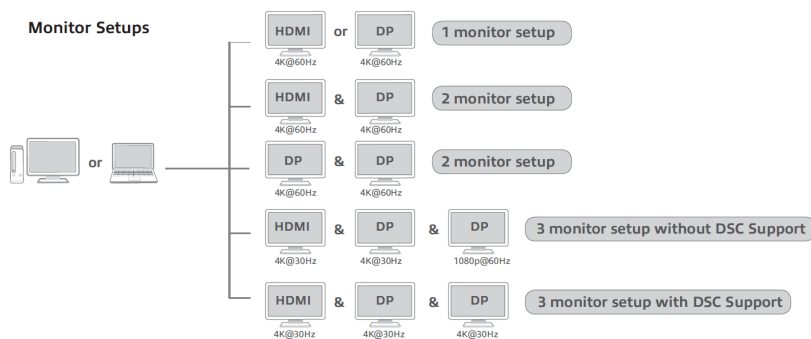 Monitor Setups
HDMI or DP 1 monitor setup
4K@60Hz 4K@60Hz
HDMI & DP 2 monitor setup
4K@60Hz 4K@60Hz
or
DP & DP 2 monitor setup
4K@60Hz 4K@60Hz
HDMI & DP & DP 3 monitor setup without DSC Support
4K@30Hz 4K@30Hz 1080p@60Hz
HDMI & DP & DP 3 monitor setup with DSC Support
4K@30Hz 4K@30Hz 4K@30Hz